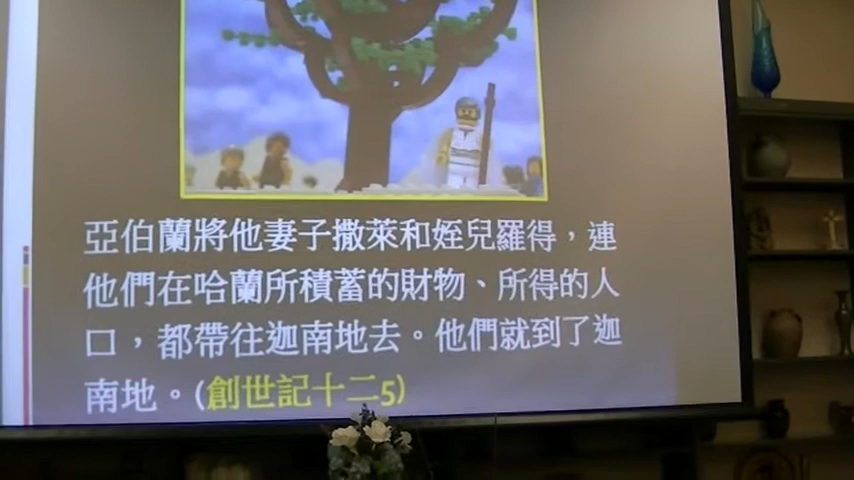 亞伯蘭將他妻子撒萊和姪兒羅得，連
他們在哈蘭所積蓄的財物、所得的人
口，都帶往迦南地去。他們就到了迦
南地。(創世記十二5)